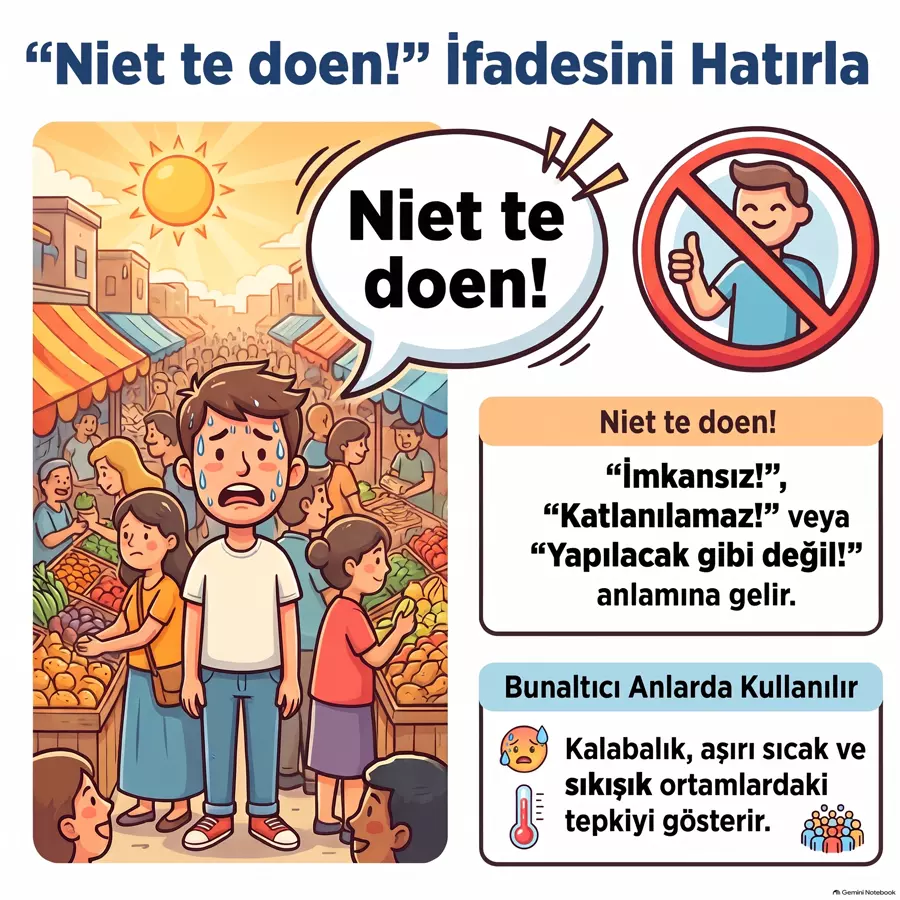 “Niet te doen!” İfadesini Hatırla
Niet te
doen!
Niet te doen!
“İmkansız!”,
“Katlanılamaz!” veya
“Yapılacak gibi değil!”
anlamına gelir.
Bunaltıcı Anlarda Kullanılır
Kalabalık, aşırı sıcak ve
sıkışık ortamlardaki
tepkiyi gösterir.
Gemini Notebook